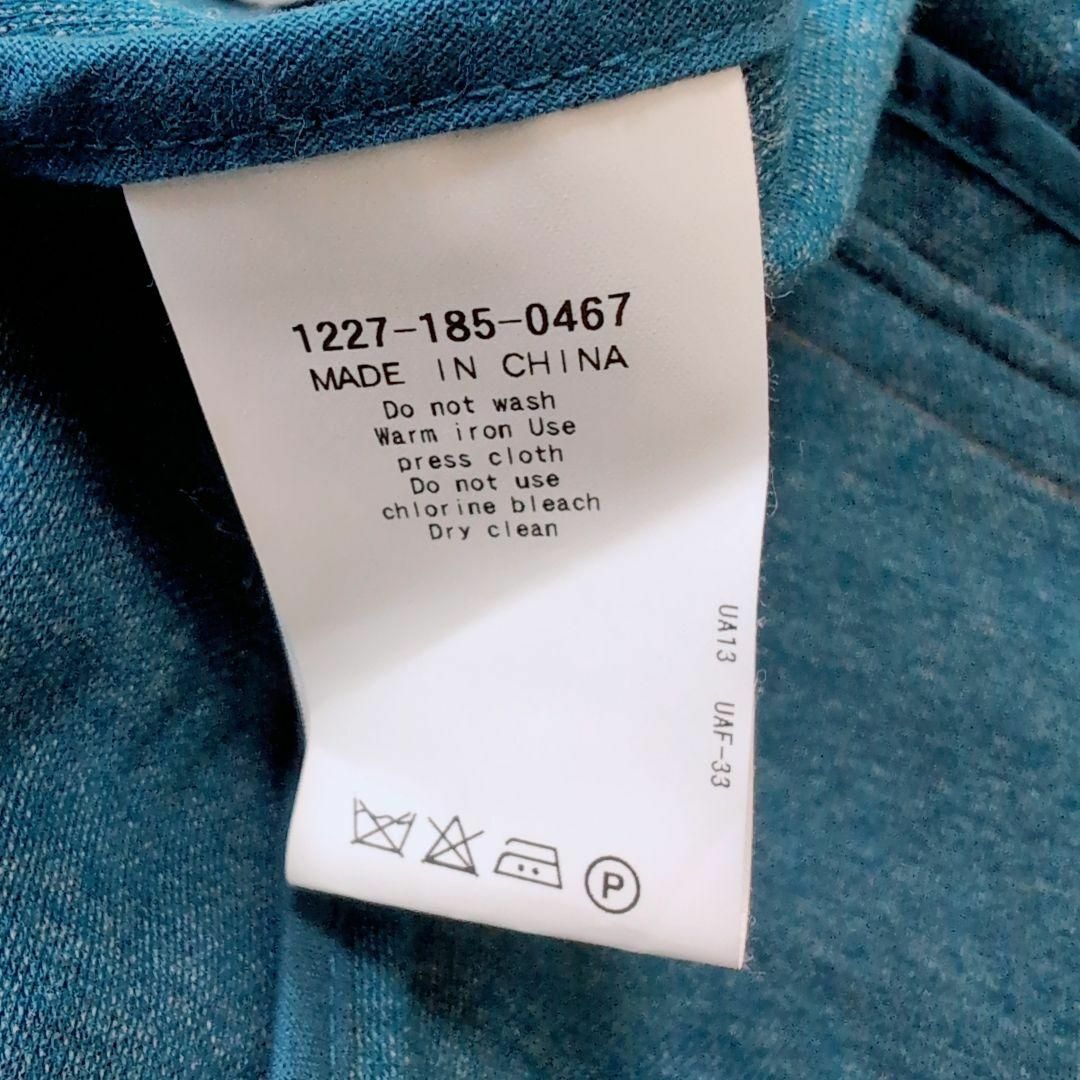 1227-185-0467
MADE IN CHINA
Do not wash
Warm iron Use
press cloth
Do not use
chlorine bleach
Dry clean
UA13 UAF-33
P